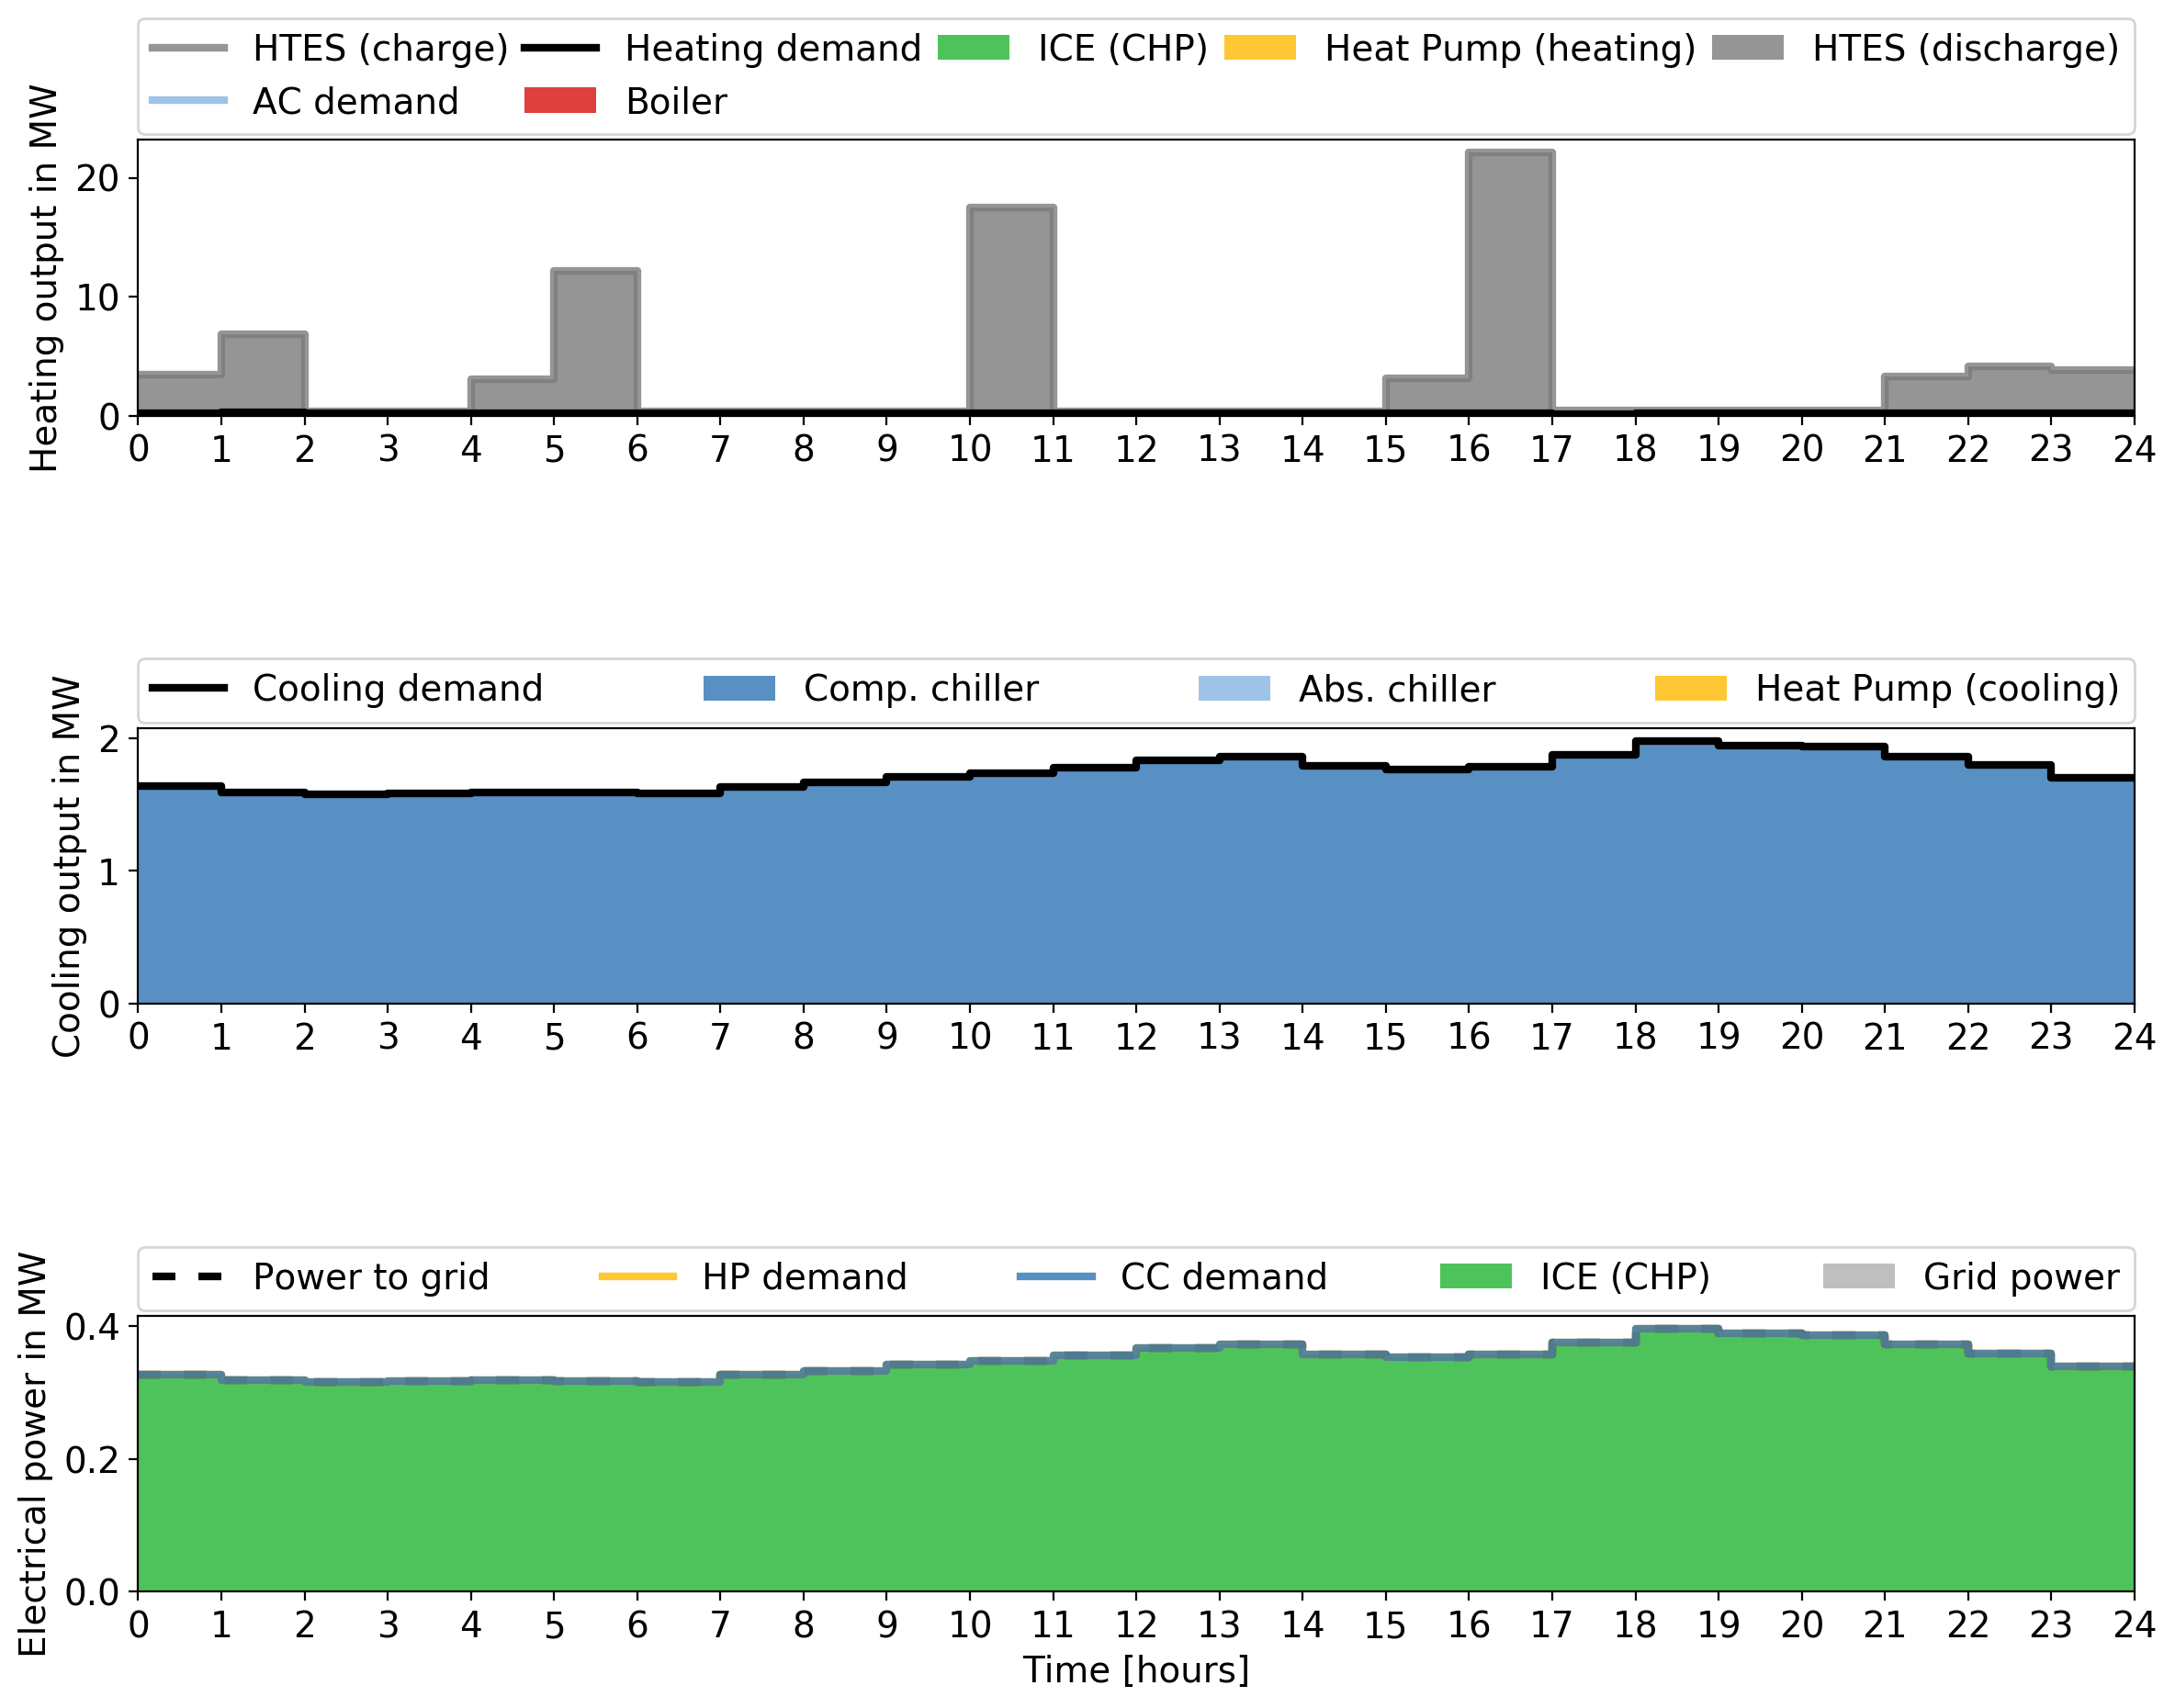 HTES (charge) Heating demand ICE (CHP) Heat Pump (heating) HTES (discharge)
AC demand Boiler
Heating output in MW
20
10
0
0 1 2 3 4 5 6 7 8 9 10 11 12 13 14 15 16 17 18 19 20 21 22 23 24
Cooling demand Comp. chiller Abs. chiller Heat Pump (cooling)
Cooling output in MW
2
1
0
0 1 2 3 4 5 6 7 8 9 10 11 12 13 14 15 16 17 18 19 20 21 22 23 24
Power to grid HP demand CC demand ICE (CHP) Grid power
Electrical power in MW
0.4
0.2
0.0
0 1 2 3 4 5 6 7 8 9 10 11 12 13 14 15 16 17 18 19 20 21 22 23 24
Time [hours]